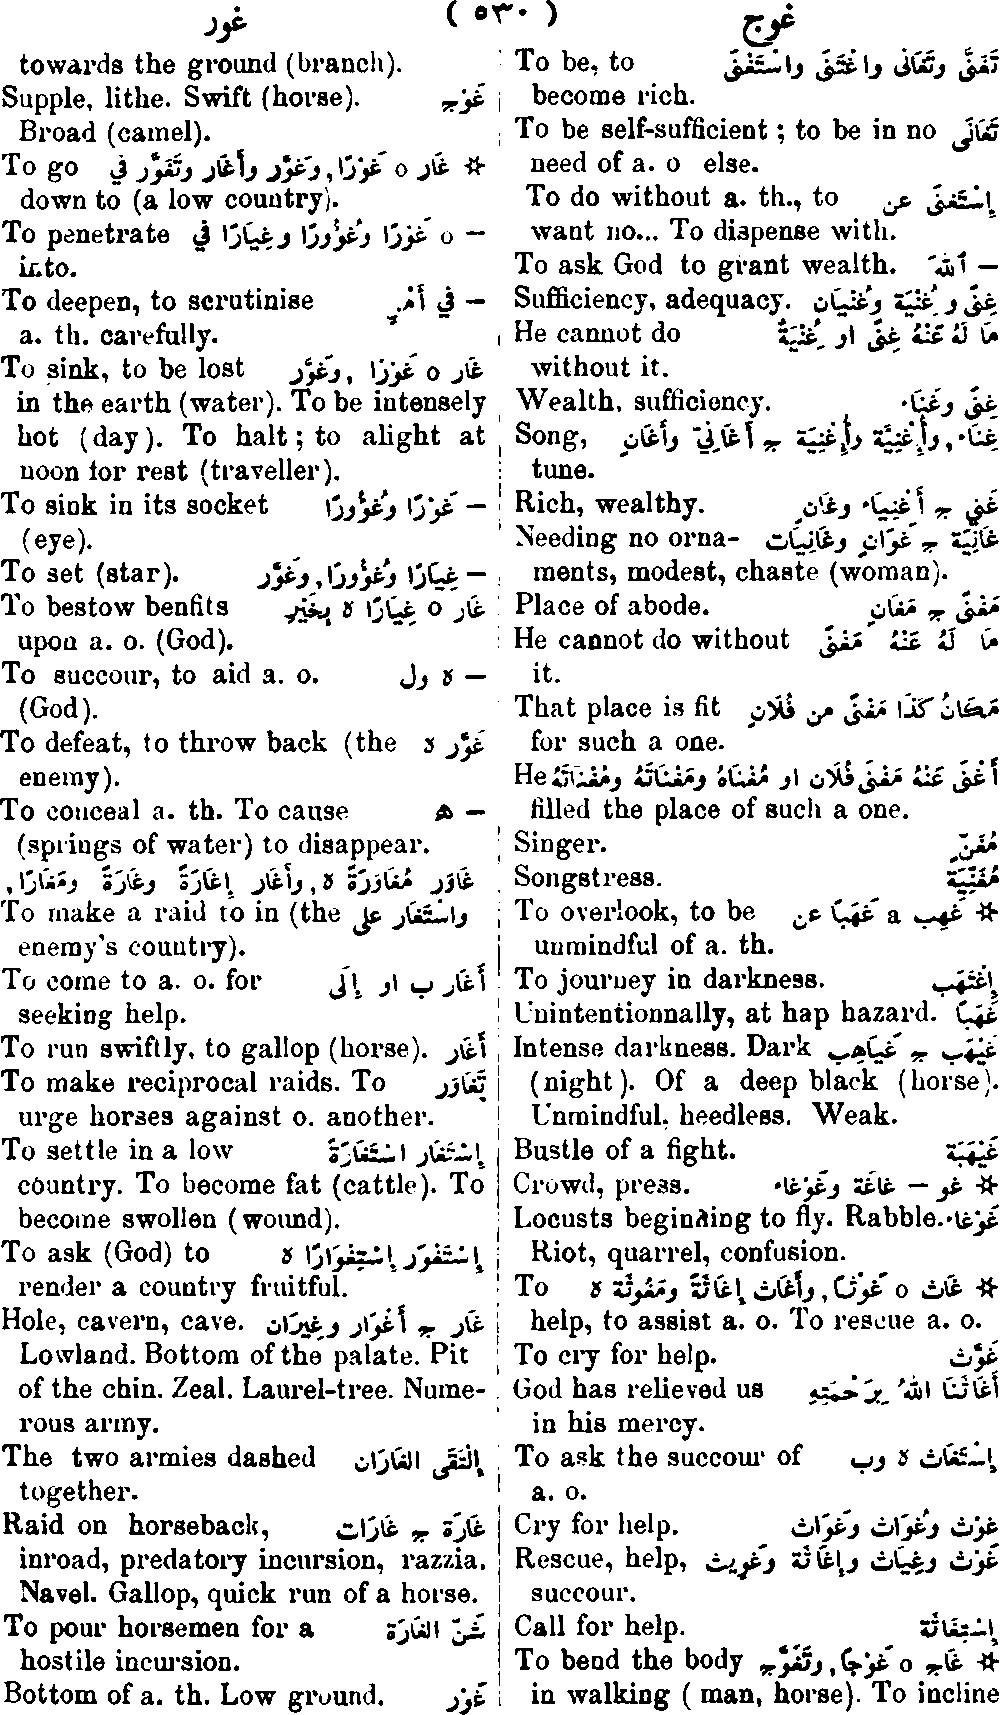 غور ( ٥٣٠ ) غوج
To be, to تَغَنَّى وتَغَانَى واغْتَنَى واسْتَغْنَى
become rich.
To be self-sufficient ; to be in no تَغَانَى
need of a. o else.
To do without a. th., to إِسْتَغْنَى عن
want no... To dispense with.
To ask God to grant wealth. — ٱللهَ
Sufficiency, adequacy. غِنًى و غُِنْيَة وغُنْيَان
He cannot do مَا لَهُ عَنْهُ غِنًى او غُِنْيَةٌ
without it.
Wealth, sufficiency. غِنًى وغَنَاء
Song, غِنَاء, وأُِغْنِيَّة وأُِغْنِيَة ج أَغَانِيّ وأَغَانٍ
tune.
Rich, wealthy. غَنِي ج أَغْنِيَاء وغَانٍ
Needing no orna- غَانِيَة ج غَوَانٍ وغَانِيَات
ments, modest, chaste (woman).
Place of abode. مَغْنًى ج مَغَانٍ
He cannot do without مَا لَهُ عَنْهُ مَغْنًى
it.
That place is fit مَكَانُ كَذَا مَغْنًى من فُلَانٍ
for such a one.
He أَغْنَى عَنْهُ مَغْنَى فُلَان او مُغْنَاهُ ومَغْنَاتَهُ ومُغْنَاتَهُ
filled the place of such a one.
Singer. مُغَنٍّ
Songstress. مُغَنِّيَة
To overlook, to be ✲ غَهِب a غَهَبًا عن
unmindful of a. th.
To journey in darkness. إِغْتَهَب
Unintentionnally, at hap hazard. غَهَبًا
Intense darkness. Dark غَيْهَب ج غَيَاهِب
(night). Of a deep black (horse).
Unmindful, heedless. Weak.
Bustle of a fight. غَيْهَبَة
Crowd, press. ✲ غو — غَاغَة وغَوْغَاء
Locusts beginning to fly. Rabble. غَوْغَاء
Riot, quarrel, confusion.
To ✲ غَاث o غَوْثًا, وأَغَاث إِغَاثَةً ومَغُوثَة ه
help, to assist a. o. To rescue a. o.
To cry for help. غَوَّث
God has relieved us أَغَاثَنَا اللهُ بِرَحْمَتِهِ
in his mercy.
To ask the succour of إِسْتَغَاث ه وب
a. o.
Cry for help. غَوْث وغُوَاث وغَوَاث
Rescue, help, غَوْث وغِيَاث وإِغَاثَة وغَوِيث
succour.
Call for help. إِسْتِغَاثَة
To bend the body ✲ غَاج o غَوْجًا, وتَغَوَّج
in walking ( man, horse). To incline
towards the ground (branch).
Supple, lithe. Swift (horse). غَوْج
Broad (camel).
To go ✲ غَار o غَوْرًا, وغَوَّر وأَغَار وتَغَوَّر في
down to (a low country).
To penetrate — o غَوْرًا وغُؤُورًا وغِيَارًا في
into.
To deepen, to scrutinise — في أَمْرٍ
a. th. carefully.
To sink, to be lost غَار o غَوْرًا , وغَوَّر
in the earth (water). To be intensely
hot (day). To halt ; to alight at
noon for rest (traveller).
To sink in its socket — غَوْرًا وغُؤُورًا
(eye).
To set (star). — غِيَارًا وغُؤُورًا, وغَوَّر
To bestow benfits غَار o غِيَارًا ه بِخَيْرٍ
upon a. o. (God).
To succour, to aid a. o. — ه ول
(God).
To defeat, to throw back (the غَوَّر ه
enemy).
To conceal a. th. To cause — ه
(springs of water) to disappear.
غَاوَر مُغَاوَرَةً ه, وأَغَار إِغَارَةً وغَارَةً ومَغَارًا,
To make a raid to in (the واسْتَغَار على
enemy's country).
To come to a. o. for أَغَار ب او إِلَى
seeking help.
To run swiftly, to gallop (horse). أَغَار
To make reciprocal raids. To تَغَاوَر
urge horses against o. another.
To settle in a low إِسْتَغَار اسْتِغَارَةً
country. To become fat (cattle). To
become swollen (wound).
To ask (God) to إِسْتَغْوَر إِسْتِغْوَارًا ه
render a country fruitful.
Hole, cavern, cave. غَار ج أَغْوَار وغِيرَان
Lowland. Bottom of the palate. Pit
of the chin. Zeal. Laurel-tree. Nume-
rous army.
The two armies dashed إِلْتَقَى الغَارَان
together.
Raid on horseback, غَارَة ج غَارَات
inroad, predatory incursion, razzia.
Navel. Gallop, quick run of a horse.
To pour horsemen for a شَنّ الغَارَة
hostile incursion.
Bottom of a. th. Low ground. غَوْر